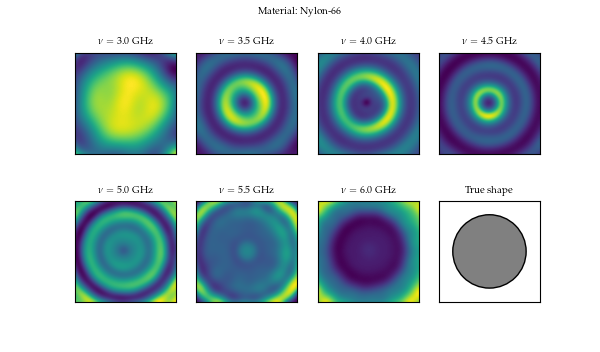 Material: Nylon-66
ν = 3.0 GHz
ν = 3.5 GHz
ν = 4.0 GHz
ν = 4.5 GHz
ν = 5.0 GHz
ν = 5.5 GHz
ν = 6.0 GHz
True shape